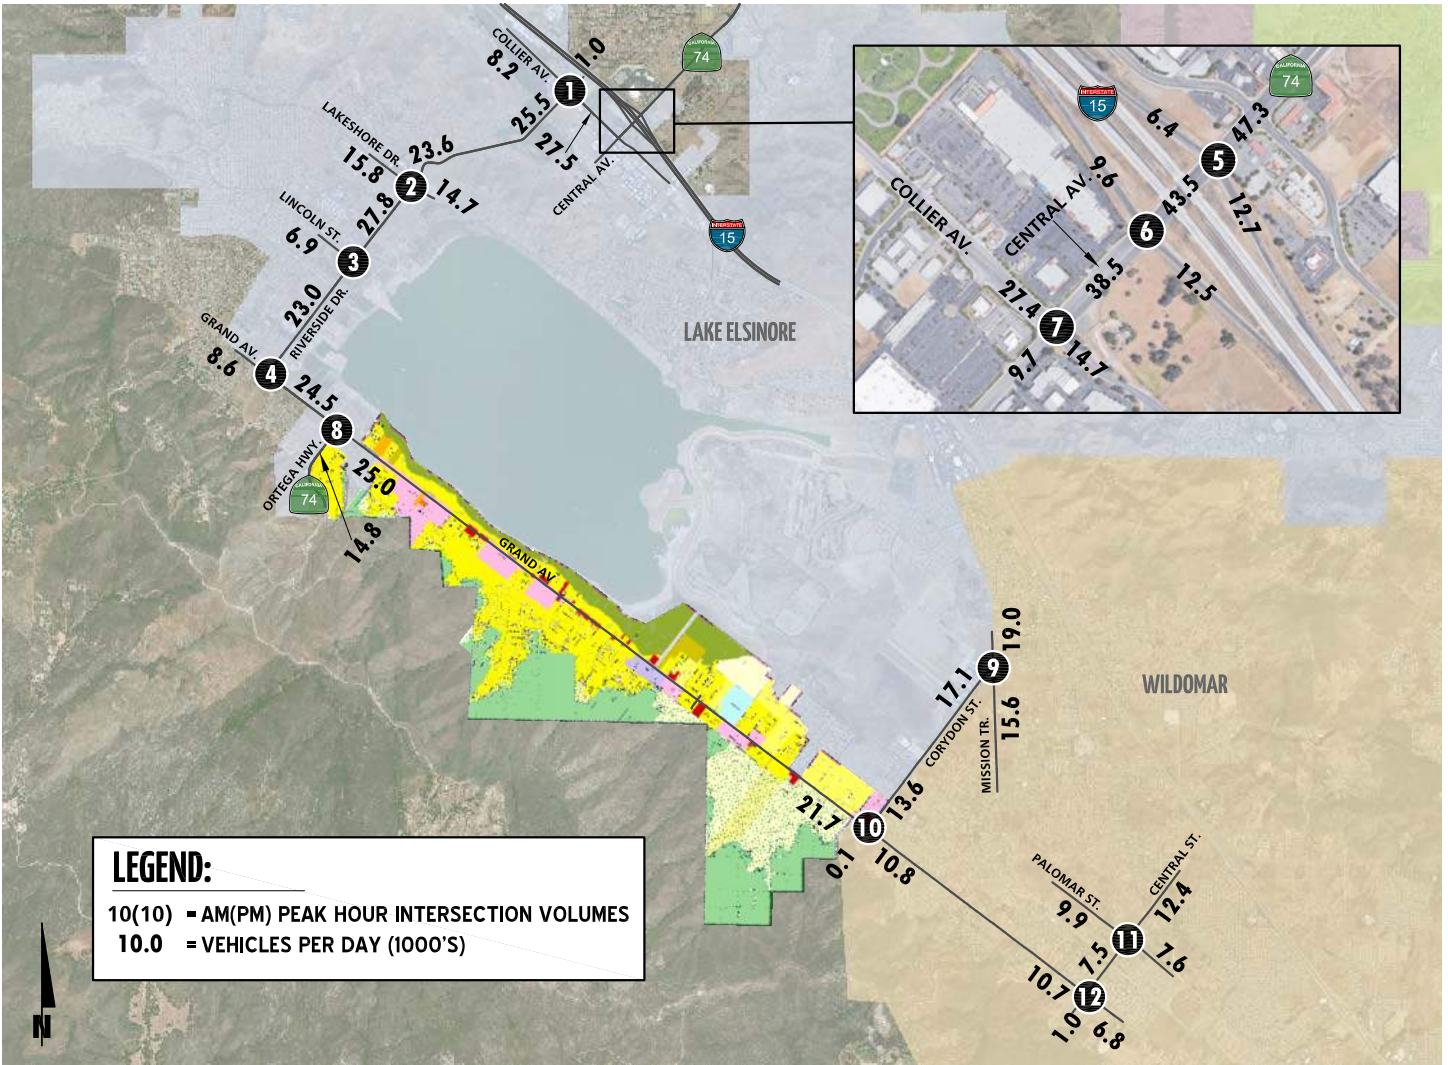 COLLIER AV.
8.2
1.0
CALIFORNIA
74
1
25.5
27.5
LAKESHORE DR.
15.8
23.6
2
14.7
CENTRAL AV.
INTERSTATE
15
LINCOLN ST.
6.9
27.8
3
23.0
RIVERSIDE DR.
GRAND AV.
8.6
4
24.5
8
ORTEGA HWY.
CALIFORNIA
74
25.0
14.8
GRAND AV
LAKE ELSINORE
INTERSTATE
15
CALIFORNIA
74
6.4
47.3
5
9.6
43.5
12.7
COLLIER AV.
CENTRAL AV.
6
38.5
12.5
27.4
7
9.7
14.7
19.0
17.1
9
CORYDON ST.
MISSION TR.
15.6
WILDOMAR
13.6
21.7
10
0.1
10.8
PALOMAR ST.
9.9
CENTRAL ST.
12.4
11
7.5
7.6
10.7
12
1.0
6.8
LEGEND:
10(10) = AM(PM) PEAK HOUR INTERSECTION VOLUMES
10.0 = VEHICLES PER DAY (1000'S)
N